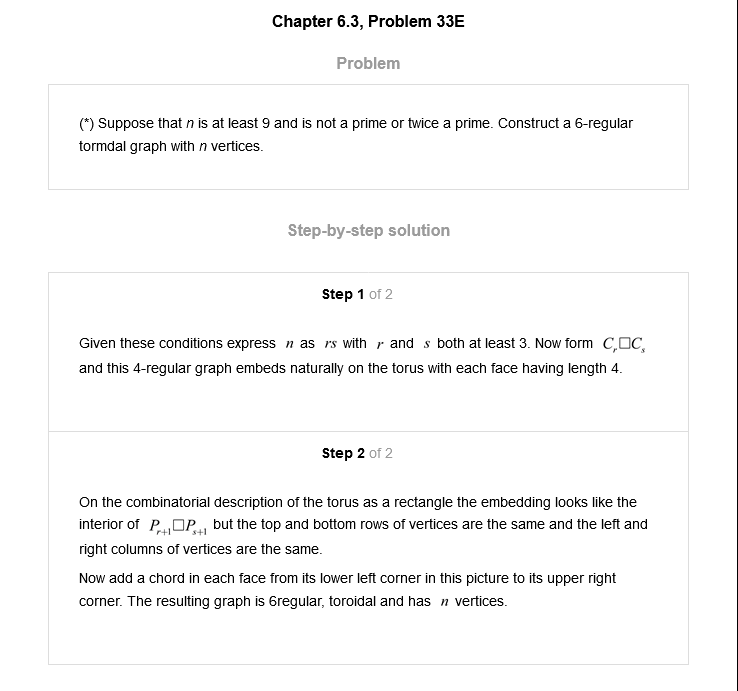 Chapter 6.3, Problem 33E
Problem
(*) Suppose that n is at least 9 and is not a prime or twice a prime. Construct a 6-regular
tormdal graph with n vertices.
Step-by-step solution
Step 1 of 2
Given these conditions express n as rs with r and s both at least 3. Now form C_r□C_s
and this 4-regular graph embeds naturally on the torus with each face having length 4.
Step 2 of 2
On the combinatorial description of the torus as a rectangle the embedding looks like the
interior of P_{r+1}□P_{s+1} but the top and bottom rows of vertices are the same and the left and
right columns of vertices are the same.
Now add a chord in each face from its lower left corner in this picture to its upper right
corner. The resulting graph is 6regular, toroidal and has n vertices.